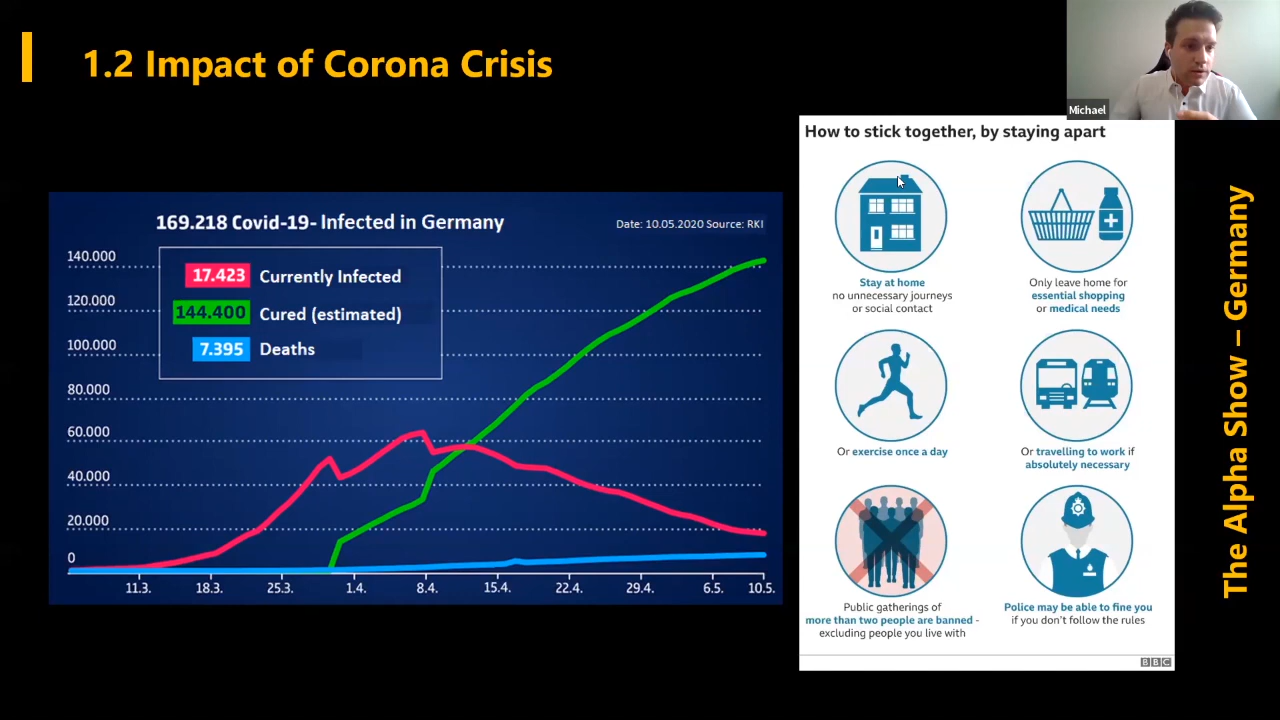 1.2 Impact of Corona Crisis
Michael
169.218 Covid-19- Infected in Germany
Date: 10.05.2020 Source: RKI
17.423 Currently Infected
144.400 Cured (estimated)
7.395 Deaths
140.000
120.000
100.000
80.000
60.000
40.000
20.000
0
11.3. 18.3. 25.3. 1.4. 8.4. 15.4. 22.4. 29.4. 6.5. 10.5.
How to stick together, by staying apart
Stay at home
no unnecessary journeys
or social contact
Only leave home for
essential shopping
or medical needs
Or exercise once a day
Or travelling to work if
absolutely necessary
Public gatherings of
more than two people are banned -
excluding people you live with
Police may be able to fine you
if you don't follow the rules
BBC
The Alpha Show – Germany